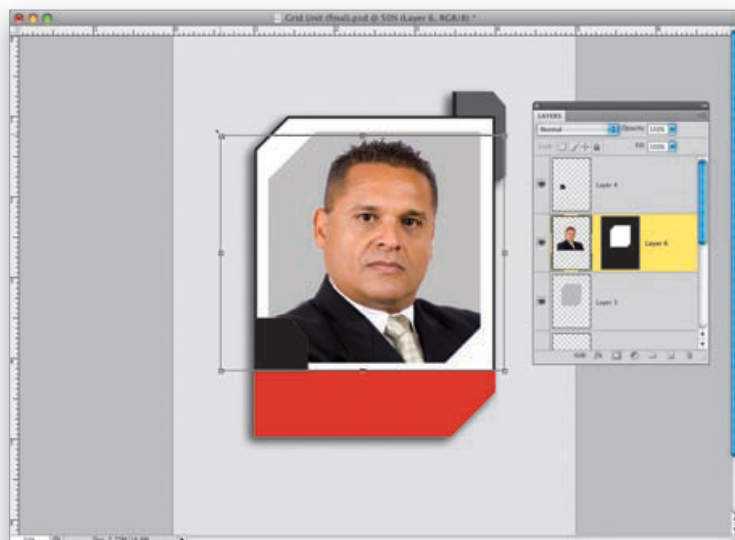 Grid Unit (final).psd @ 50% (Layer 6, RGB/8) *
LAYERS
Normal Opacity: 100%
Lock: Fill: 100%
Layer 4
Layer 6
Layer 3